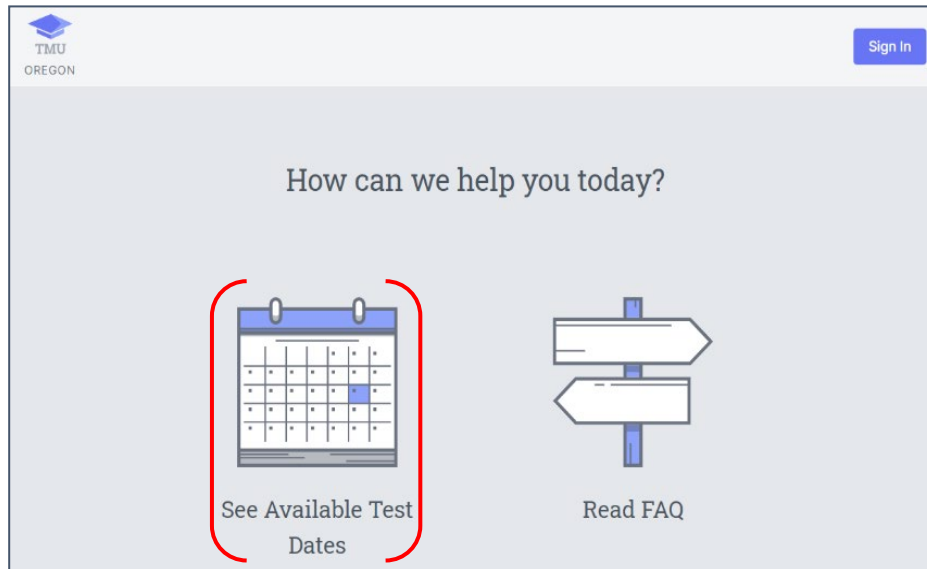 TMU
OREGON
Sign In
How can we help you today?
See Available Test
Dates
Read FAQ